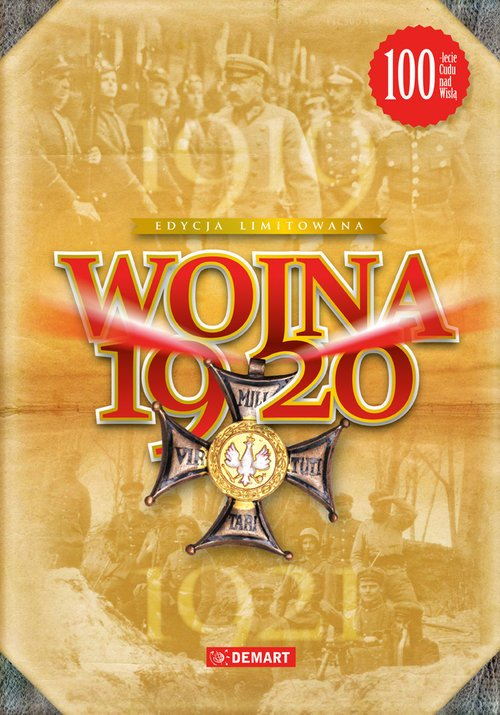 100 -lecie
Cudu
nad
Wisłą
1919
EDYCJA LIMITOWANA
WOJNA
1920
MILI
VIR TUTI
TARI
1921
DEMART